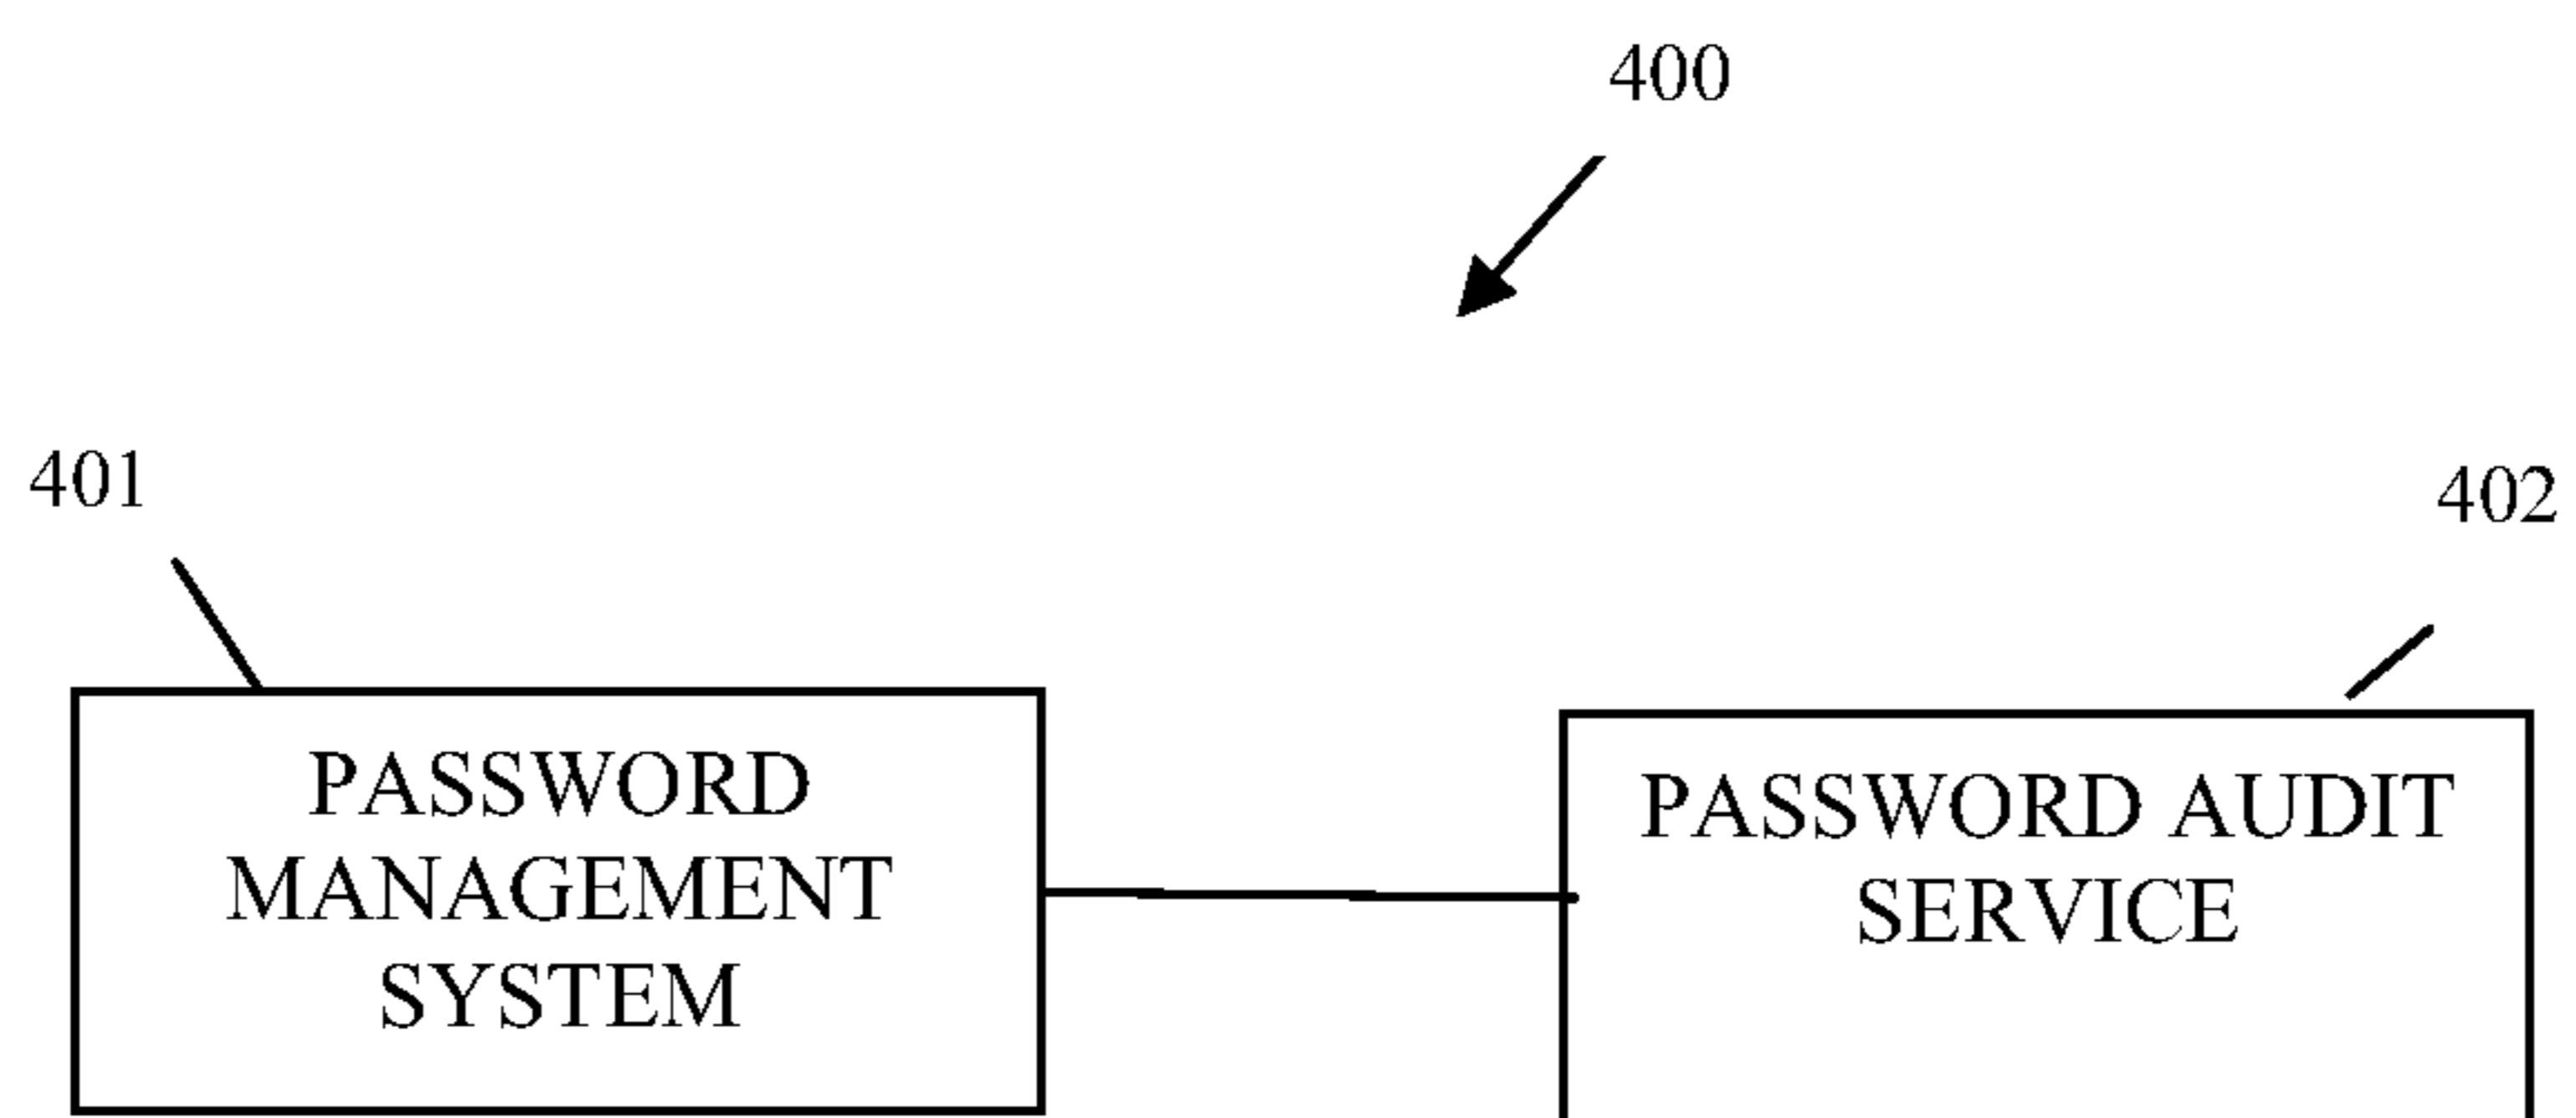 400
401
402
PASSWORD
MANAGEMENT
SYSTEM
PASSWORD AUDIT
SERVICE